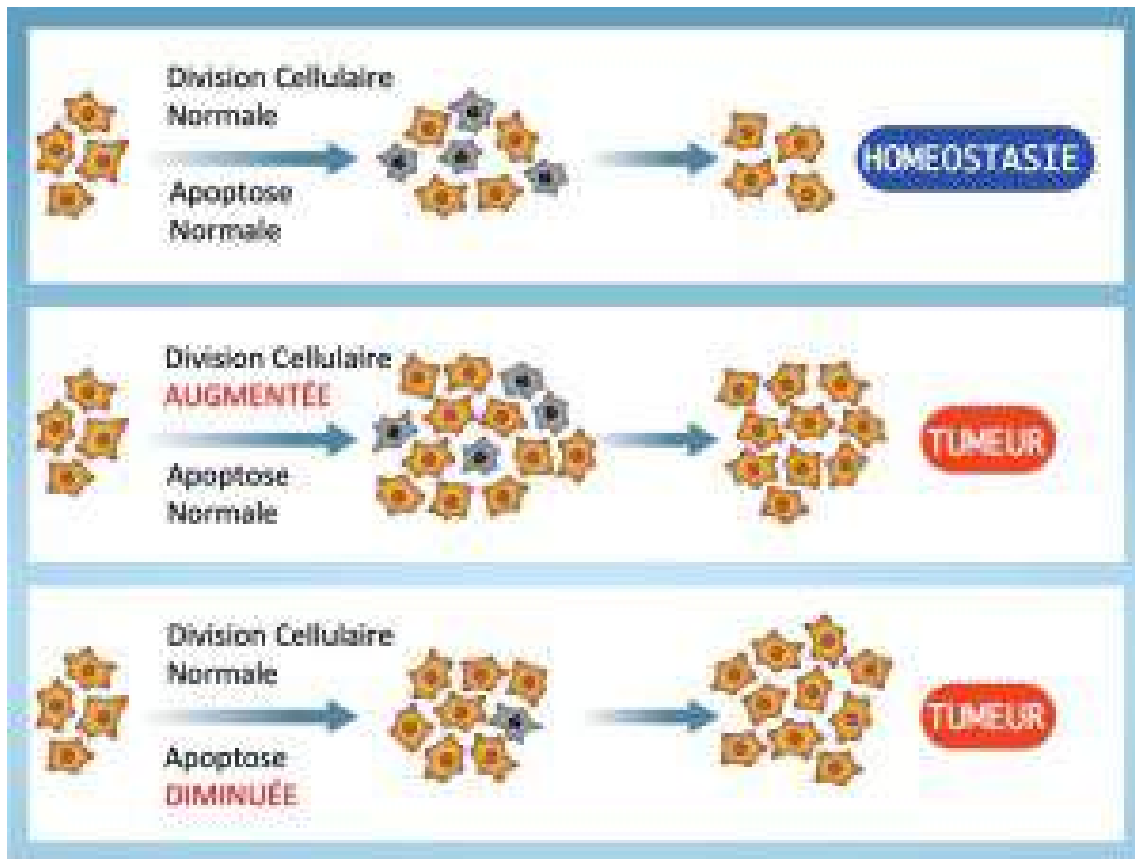 Division Cellulaire
Normale
Apoptose
Normale
HOMEOSTASIE
Division Cellulaire
AUGMENTÉE
Apoptose
Normale
TUMEUR
Division Cellulaire
Normale
Apoptose
DIMINUÉE
TUMEUR